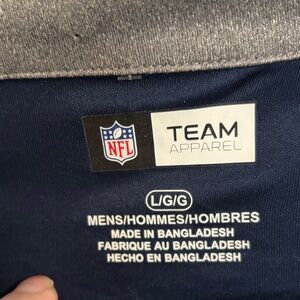 NFL
TEAM
APPAREL
L/G/G
MENS/HOMMES/HOMBRES
MADE IN BANGLADESH
FABRIQUE AU BANGLADESH
HECHO EN BANGLADESH